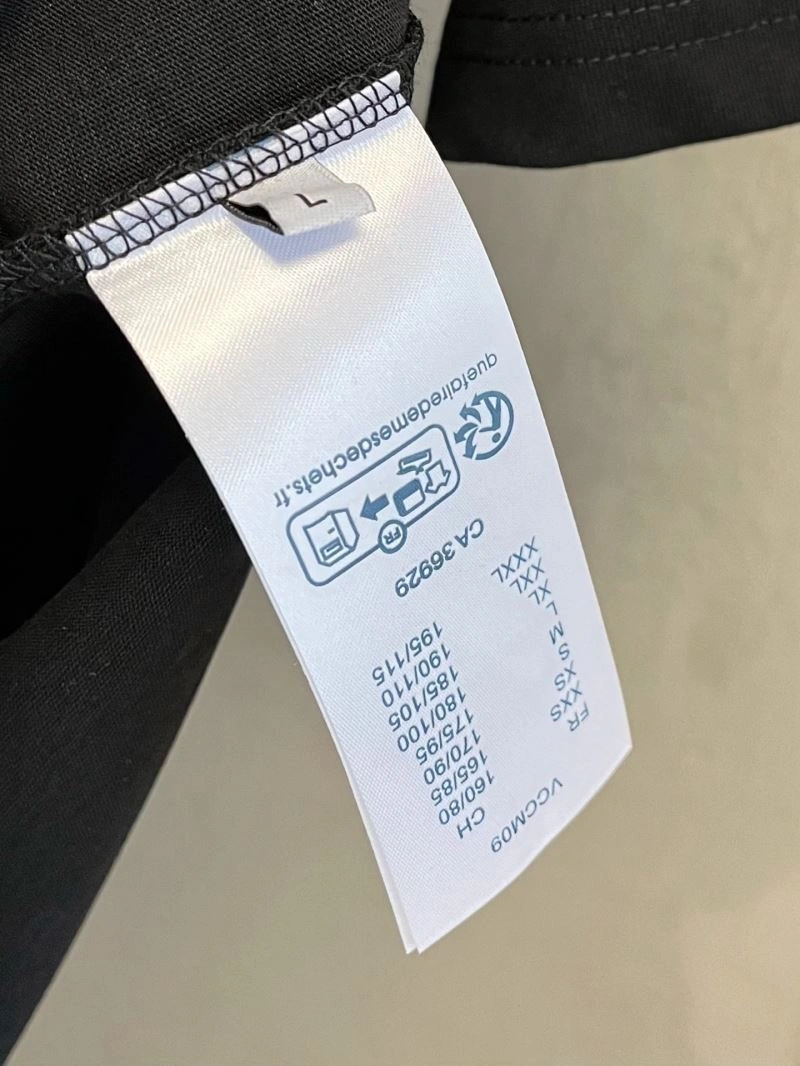 VCCM09
FR CH
XXS 160/80
XS 165/85
S 170/90
M 175/95
L 180/100
XL 185/105
XXL 190/110
XXXL 195/115
CA 36929
FR
quefairedemesdechets.fr
L